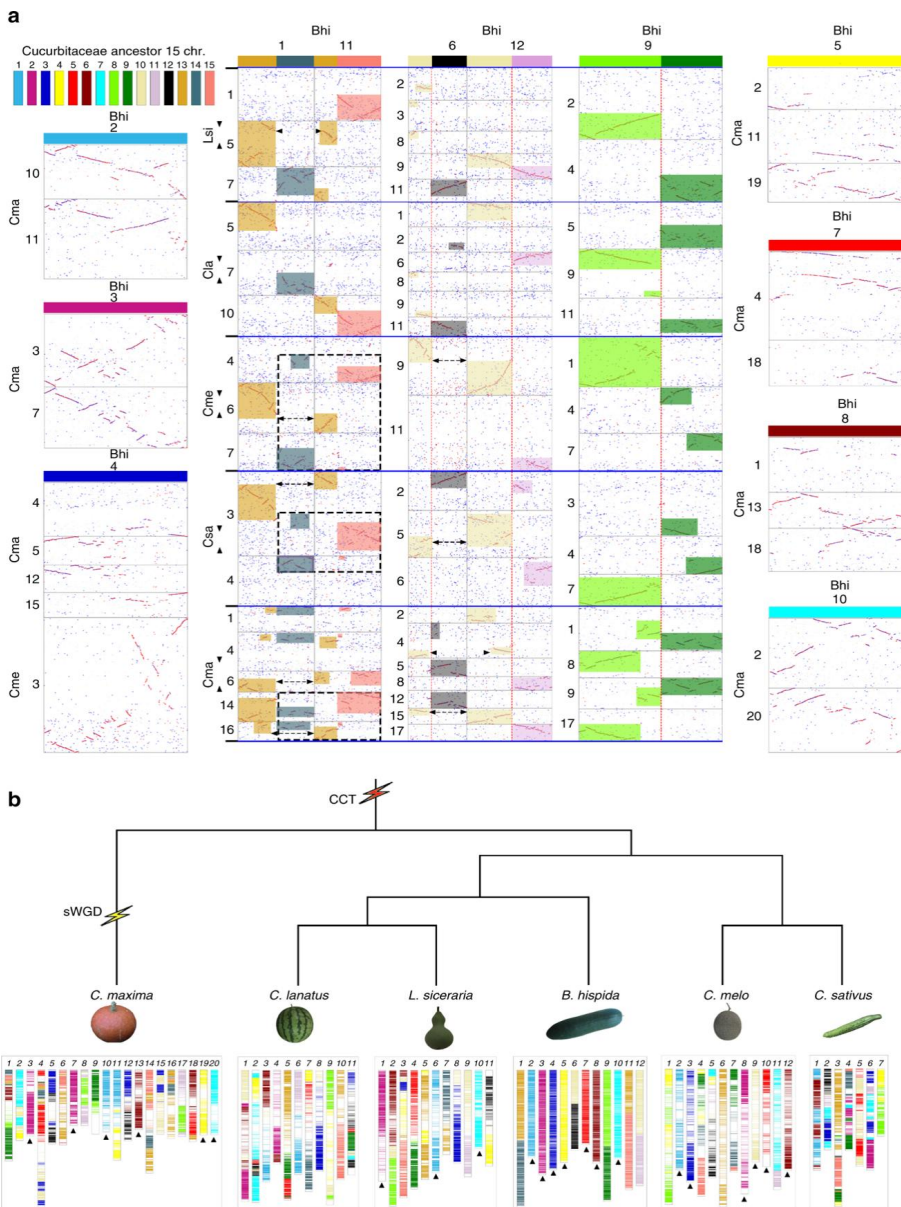 a
Cucurbitaceae ancestor 15 chr.
1 2 3 4 5 6 7 8 9 10 11 12 13 14 15
Bhi
2
Cma
10
11
Bhi
3
Cma
3
7
Bhi
4
Cma
4
5
12
15
Cme
3
Bhi
1 11
Lsi
1
5
7
Cla
5
7
10
Cme
4
6
7
Csa
3
4
Cma
1
4
6
14
16
Bhi
6 12
2
3
8
9
11
1
2
6
8
9
11
9
11
2
5
6
2
4
5
8
12
15
17
Bhi
9
2
4
5
9
11
1
4
7
3
4
7
1
8
9
17
Bhi
5
Cma
2
11
19
Bhi
7
Cma
4
18
Bhi
8
Cma
1
13
18
Bhi
10
Cma
2
20
b
CCT
sWGD
C. maxima
C. lanatus
L. siceraria
B. hispida
C. melo
C. sativus
1 2 3 4 5 6 7 8 9 10 11 12 13 14 15 16 17 18 19 20
1 2 3 4 5 6 7 8 9 10 11
1 2 3 4 5 6 7 8 9 10 11
1 2 3 4 5 6 7 8 9 10 11 12
1 2 3 4 5 6 7 8 9 10 11 12
1 2 3 4 5 6 7